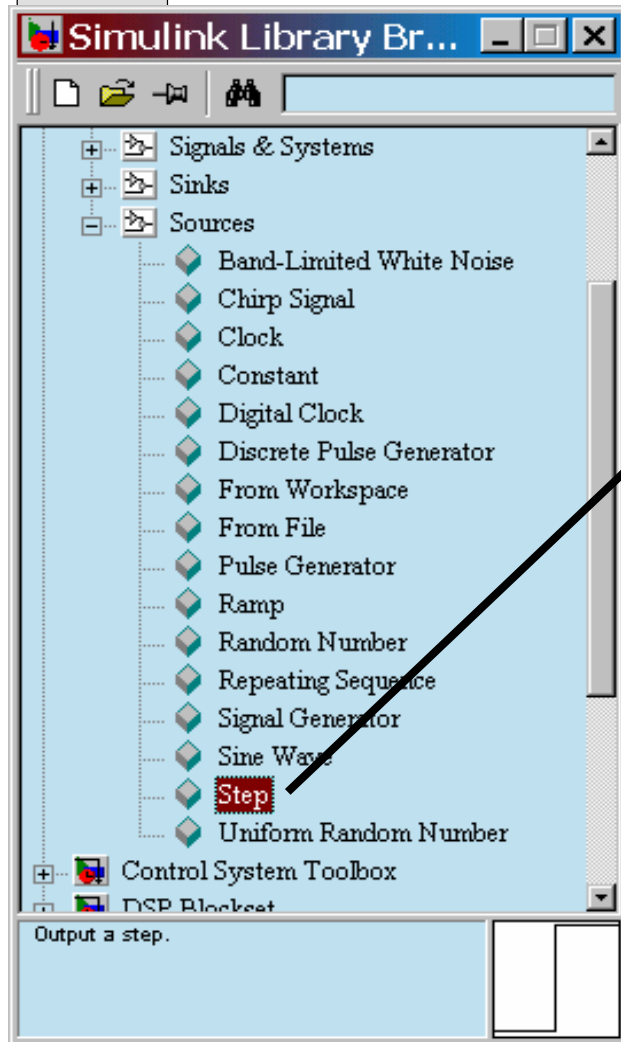 Simulink Library Br...
Signals & Systems
Sinks
Sources
Band-Limited White Noise
Chirp Signal
Clock
Constant
Digital Clock
Discrete Pulse Generator
From Workspace
From File
Pulse Generator
Ramp
Random Number
Repeating Sequence
Signal Generator
Sine Wave
Step
Uniform Random Number
Control System Toolbox
DSP Blockset
Output a step.